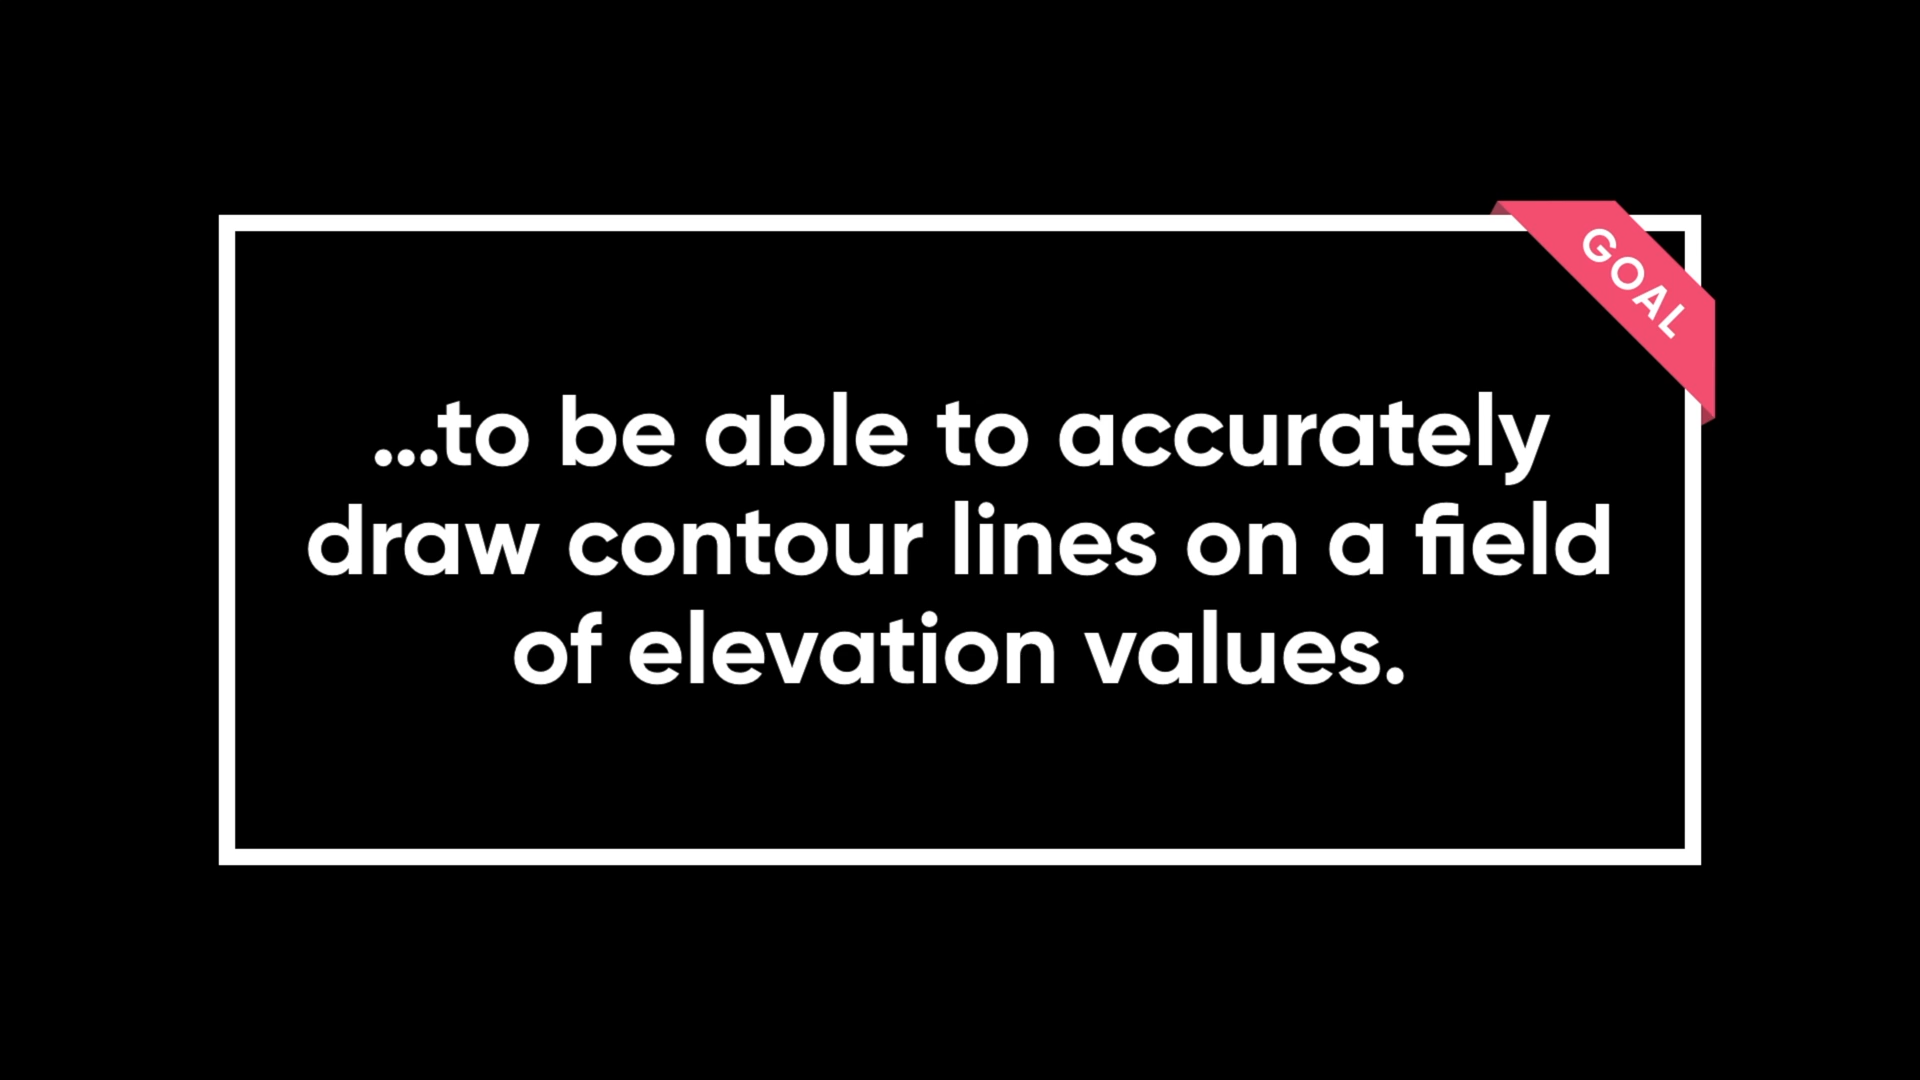 GOAL
...to be able to accurately
draw contour lines on a field
of elevation values.